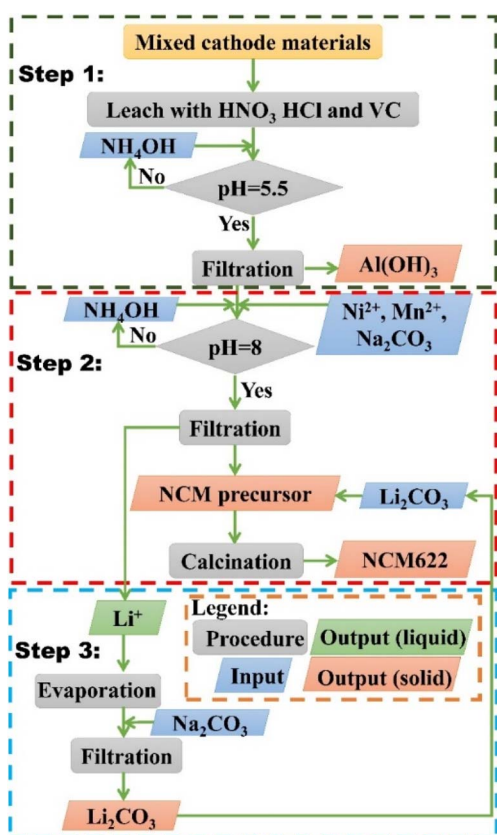 Step 1:
Mixed cathode materials
Leach with HNO₃ HCl and VC
NH₄OH
No
pH=5.5
Yes
Filtration
Al(OH)₃
Step 2:
NH₄OH
Ni²⁺, Mn²⁺,
Na₂CO₃
No
pH=8
Yes
Filtration
NCM precursor
Li₂CO₃
Calcination
NCM622
Step 3:
Li⁺
Evaporation
Na₂CO₃
Filtration
Li₂CO₃
Legend:
Procedure
Output (liquid)
Input
Output (solid)